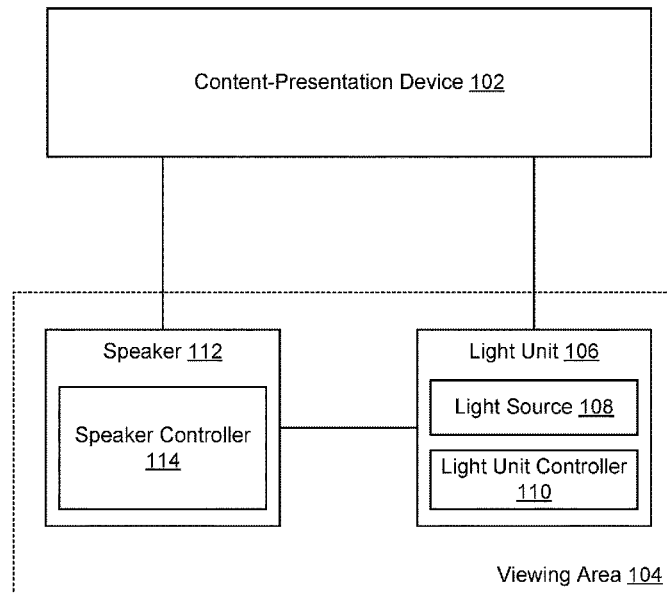 Content-Presentation Device 102
Speaker 112
Speaker Controller
114
Light Unit 106
Light Source 108
Light Unit Controller
110
Viewing Area 104